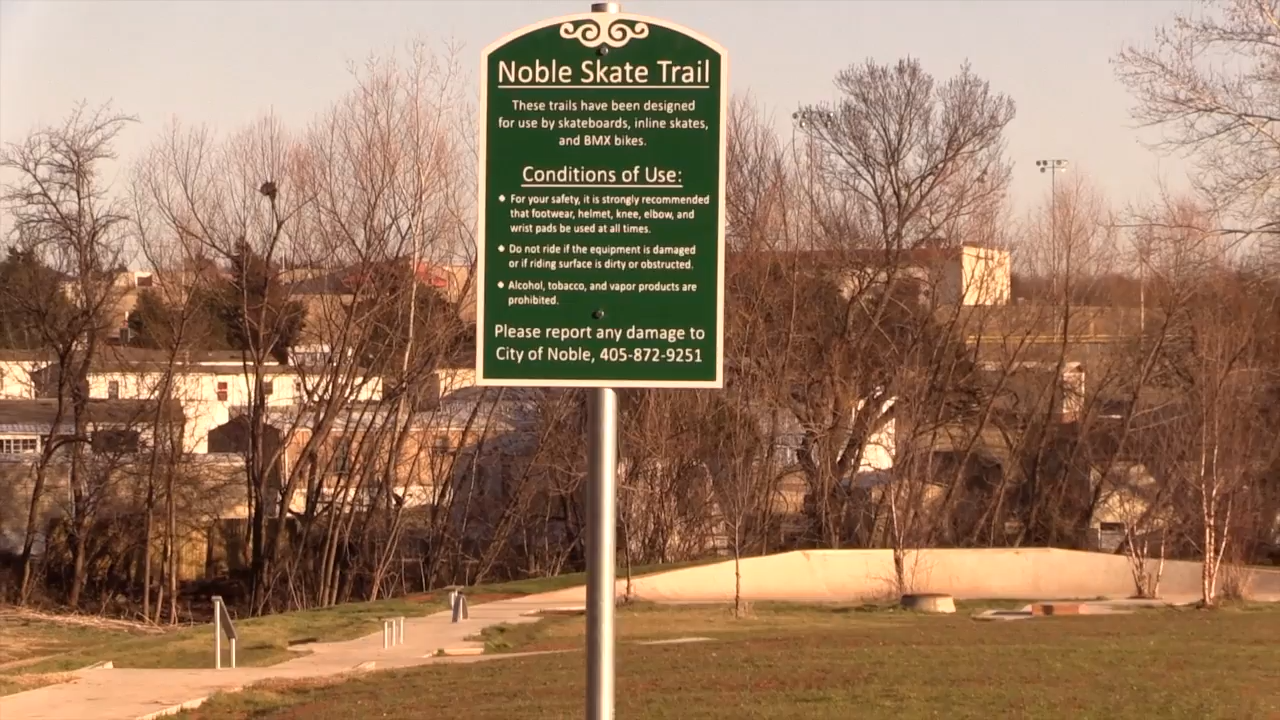 Noble Skate Trail
These trails have been designed
for use by skateboards, inline skates,
and BMX bikes.
Conditions of Use:
• For your safety, it is strongly recommended
that footwear, helmet, knee, elbow, and
wrist pads be used at all times.
• Do not ride if the equipment is damaged
or if riding surface is dirty or obstructed.
• Alcohol, tobacco, and vapor products are
prohibited.
Please report any damage to
City of Noble, 405-872-9251